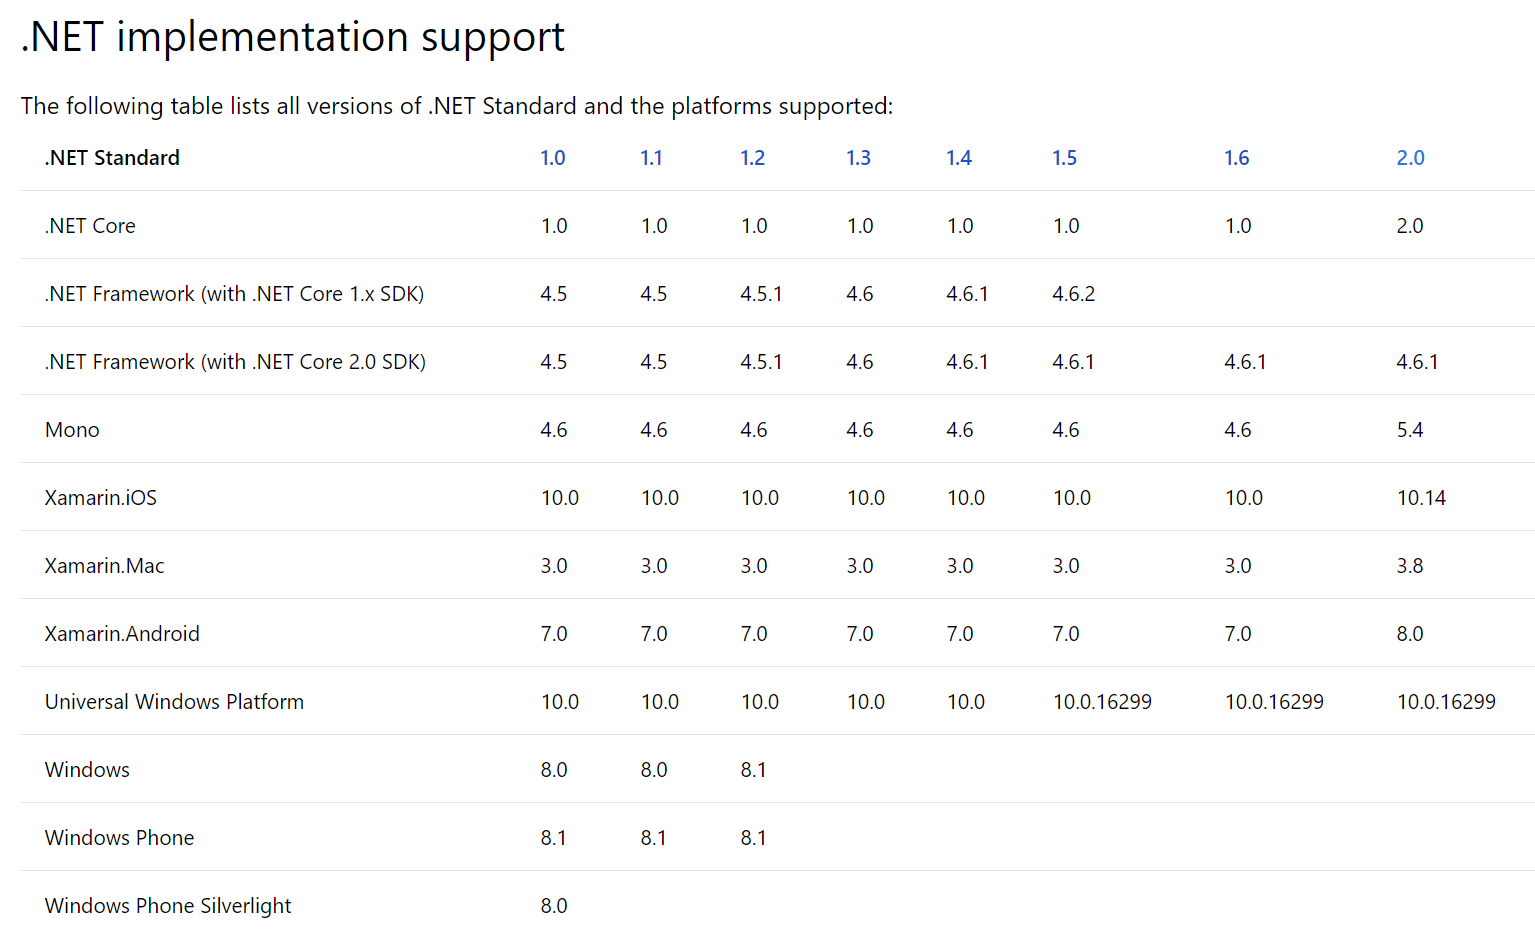 .NET implementation support
The following table lists all versions of .NET Standard and the platforms supported:
.NET Standard 1.0 1.1 1.2 1.3 1.4 1.5 1.6 2.0
.NET Core 1.0 1.0 1.0 1.0 1.0 1.0 1.0 2.0
.NET Framework (with .NET Core 1.x SDK) 4.5 4.5 4.5.1 4.6 4.6.1 4.6.2
.NET Framework (with .NET Core 2.0 SDK) 4.5 4.5 4.5.1 4.6 4.6.1 4.6.1 4.6.1 4.6.1
Mono 4.6 4.6 4.6 4.6 4.6 4.6 4.6 5.4
Xamarin.iOS 10.0 10.0 10.0 10.0 10.0 10.0 10.0 10.14
Xamarin.Mac 3.0 3.0 3.0 3.0 3.0 3.0 3.0 3.8
Xamarin.Android 7.0 7.0 7.0 7.0 7.0 7.0 7.0 8.0
Universal Windows Platform 10.0 10.0 10.0 10.0 10.0 10.0.16299 10.0.16299 10.0.16299
Windows 8.0 8.0 8.1
Windows Phone 8.1 8.1 8.1
Windows Phone Silverlight 8.0